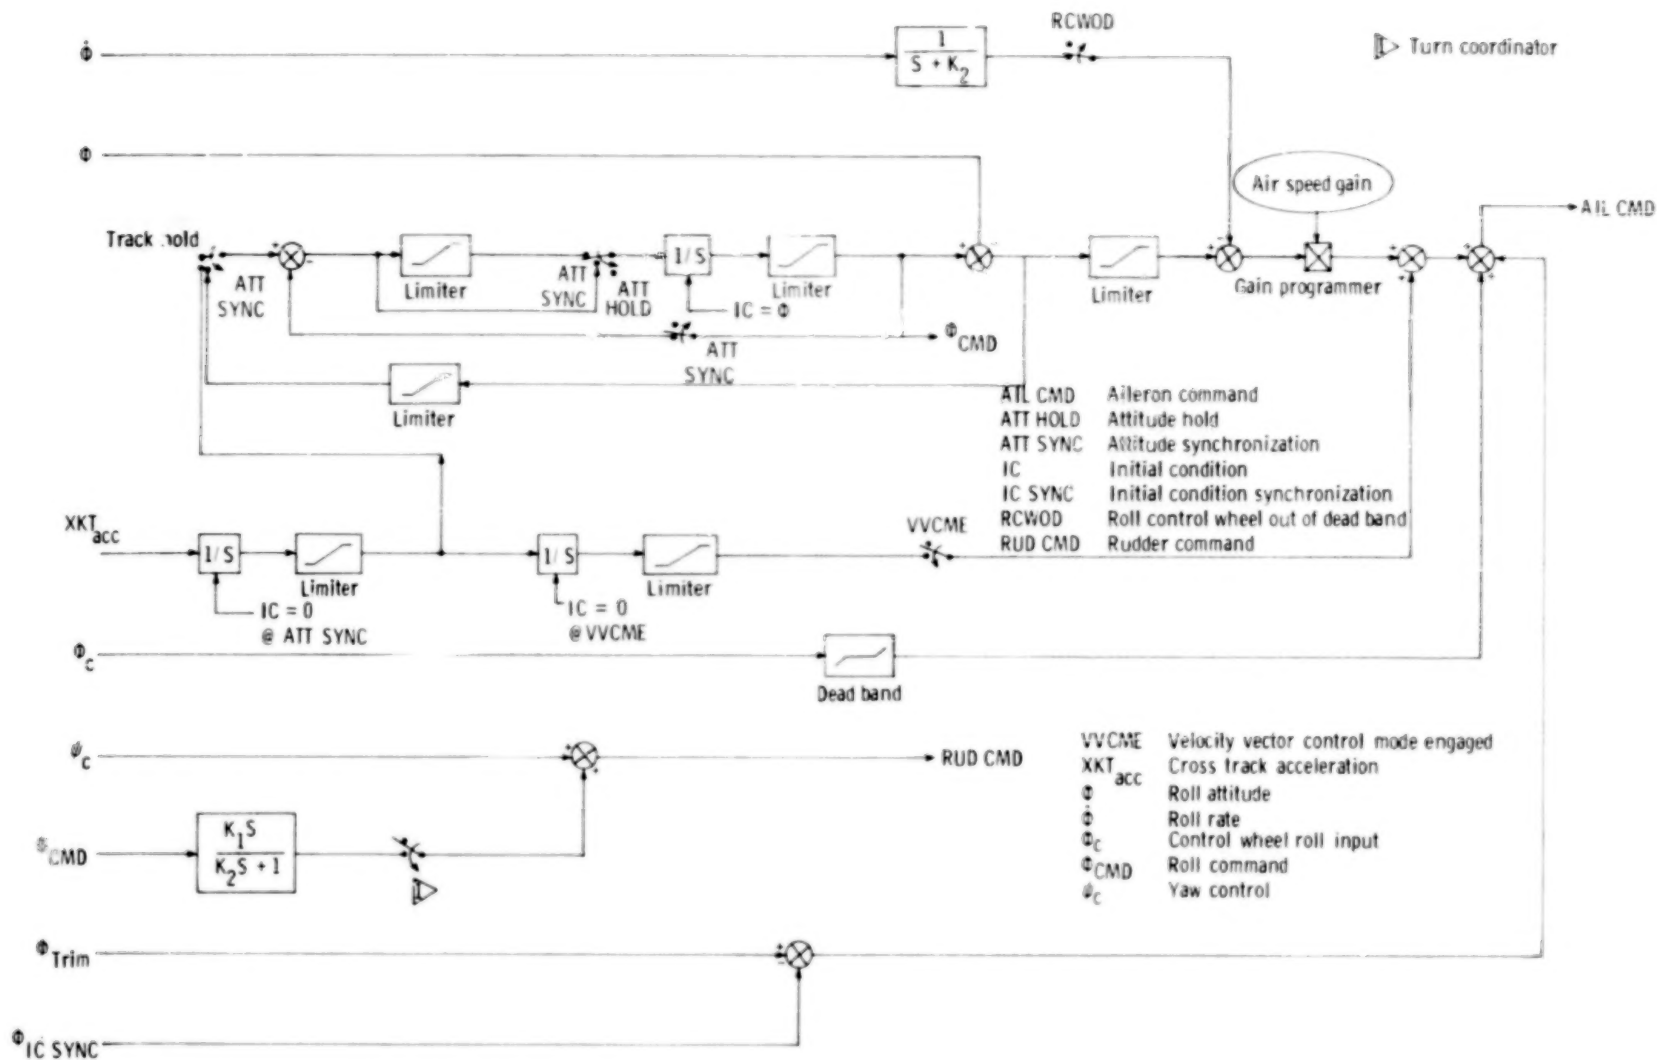 RCWOD
Φ̇
1
S + K2
Turn coordinator
Φ
Air speed gain
AIL CMD
Track hold
ATT
SYNC
Limiter
ATT
SYNC
ATT
HOLD
1/S
IC = Φ
Limiter
Limiter
Gain programmer
ΦCMD
ATT
SYNC
Limiter
AIL CMD Aileron command
ATT HOLD Attitude hold
ATT SYNC Attitude synchronization
IC Initial condition
IC SYNC Initial condition synchronization
RCWOD Roll control wheel out of dead band
RUD CMD Rudder command
XKTacc
1/S
Limiter
IC = 0
@ ATT SYNC
1/S
Limiter
IC = 0
@ VVCME
VVCME
Φc
Dead band
ψc
RUD CMD
VVCME Velocity vector control mode engaged
XKTacc Cross track acceleration
Φ Roll attitude
Φ̇ Roll rate
Φc Control wheel roll input
ΦCMD Roll command
ψc Yaw control
ΦCMD
K1S
K2S + 1
1
ΦTrim
ΦIC SYNC